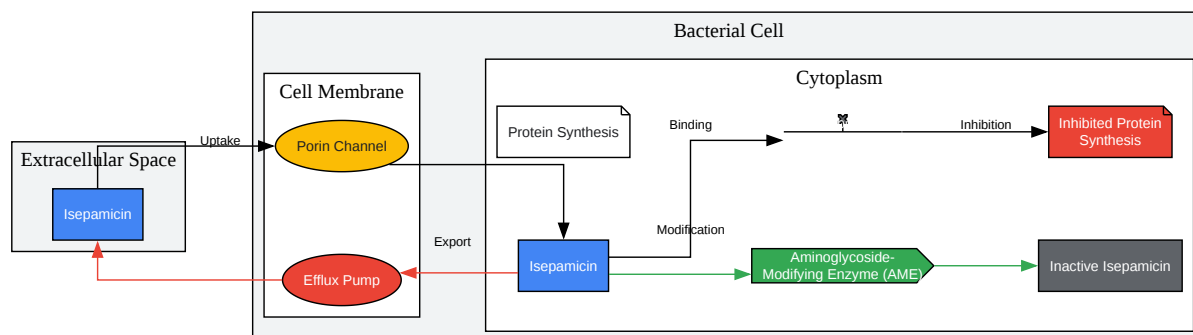 Bacterial Cell
Cytoplasm
Cell Membrane
Protein Synthesis
Binding
Inhibition
Inhibited Protein
Synthesis
Uptake
Porin Channel
Extracellular Space
Isepamicin
Modification
Export
Isepamicin
Aminoglycoside-
Modifying Enzyme (AME)
Inactive Isepamicin
Efflux Pump